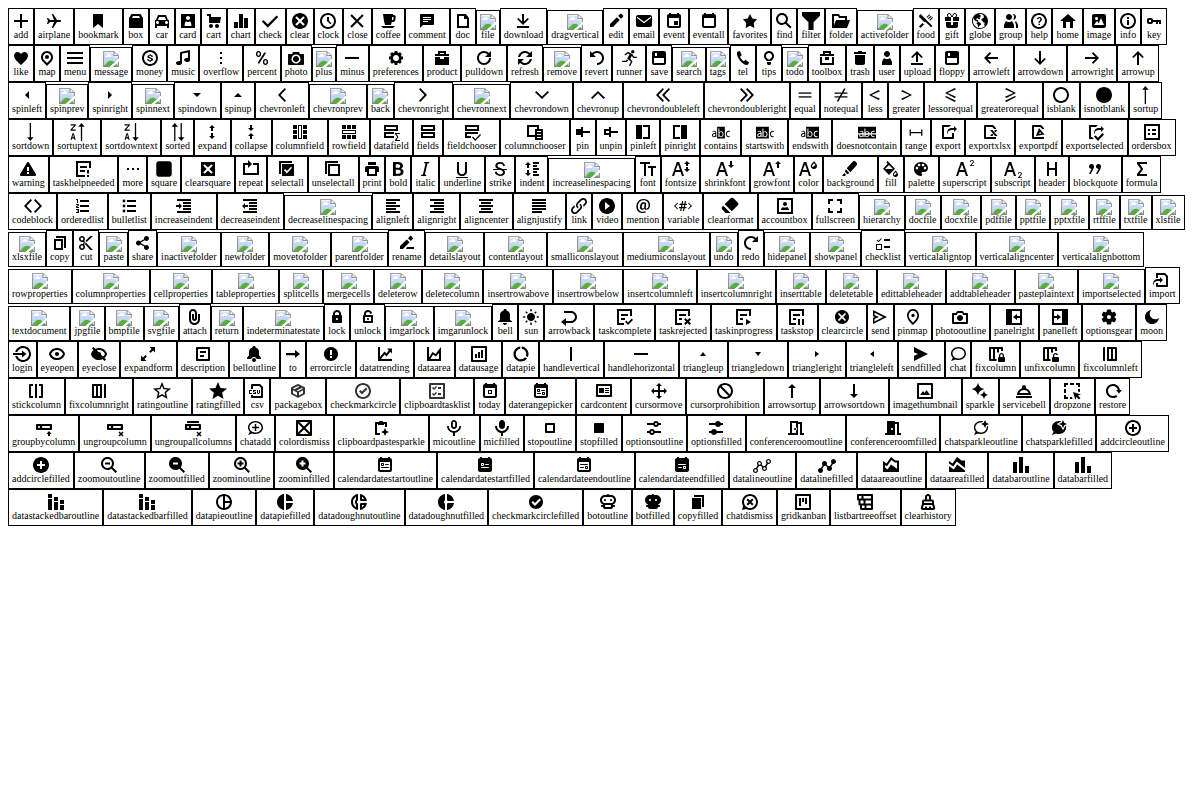 add airplane bookmark box car card cart chart check clear clock close coffee comment doc file download dragvertical edit email event eventall favorites find filter folder activefolder food gift globe group help home image info key
like map menu message money music overflow percent photo plus minus preferences product pulldown refresh remove revert runner save search tags tel tips todo toolbox trash user upload floppy arrowleft arrowdown arrowright arrowup
spinleft spinprev spinright spinnext spindown spinup chevronleft chevronprev back chevronright chevronnext chevrondown chevronup chevrondoubleleft chevrondoubleright equal notequal less greater lessorequal greaterorequal isblank isnotblank sortup
sortdown sortuptext sortdowntext sorted expand collapse columnfield rowfield datafield fields fieldchooser columnchooser pin unpin pinleft pinright contains startswith endswith doesnotcontain range export exportxlsx exportpdf exportselected ordersbox
warning taskhelpneeded more square clearsquare repeat selectall unselectall print bold italic underline strike indent increaselinespacing font fontsize shrinkfont growfont color background fill palette superscript subscript header blockquote formula
codeblock orderedlist bulletlist increaseindent decreaseindent decreaselinespacing alignleft alignright aligncenter alignjustify link video mention variable clearformat accountbox fullscreen hierarchy docfile docxfile pdffile pptfile pptxfile rtffile txtfile xlsfile
xlsxfile copy cut paste share inactivefolder newfolder movetofolder parentfolder rename detailslayout contentlayout smalliconslayout mediumiconslayout undo redo hidepanel showpanel checklist verticalaligntop verticalaligncenter verticalalignbottom
rowproperties columnproperties cellproperties tableproperties splitcells mergecells deleterow deletecolumn insertrowabove insertrowbelow insertcolumnleft insertcolumnright inserttable deletetable edittableheader addtableheader pasteplaintext importselected import
textdocument jpgfile bmpfile svgfile attach return indeterminatestate lock unlock imgarlock imgarunlock bell sun arrowback taskcomplete taskrejected taskinprogress taskstop clearcircle send pinmap photooutline panelright panelleft optionsgear moon
login eyeopen eyeclose expandform description belloutline to errorcircle datatrending dataarea datausage datapie handlevertical handlehorizontal triangleup triangledown triangleright triangleleft sendfilled chat fixcolumn unfixcolumn fixcolumnleft
stickcolumn fixcolumnright ratingoutline ratingfilled csv packagebox checkmarkcircle clipboardtasklist today daterangepicker cardcontent cursormove cursorprohibition arrowsortup arrowsortdown imagethumbnail sparkle servicebell dropzone restore
groupbycolumn ungroupcolumn ungroupallcolumns chatadd colordismiss clipboardpastesparkle micoutline micfilled stopoutline stopfilled optionsoutline optionsfilled conferenceroomoutline conferenceroomfilled chatsparkleoutline chatsparklefilled addcircleoutline
addcirclefilled zoomoutoutline zoomoutfilled zoominoutline zoominfilled calendardatestartoutline calendardatestartfilled calendardateendoutline calendardateendfilled datalineoutline datalinefilled dataareaoutline dataareafilled databaroutline databarfilled
datastackedbaroutline datastackedbarfilled datapieoutline datapiefilled datadoughnutoutline datadoughnutfilled checkmarkcirclefilled botoutline botfilled copyfilled chatdismiss gridkanban listbartreeoffset clearhistory